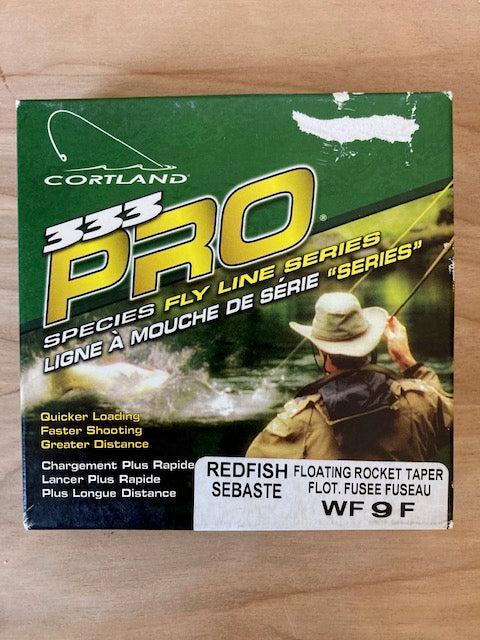 CORTLAND®
333
PRO®
SPECIES FLY LINE SERIES
LIGNE À MOUCHE DE SÉRIE "SERIES"
Quicker Loading
Faster Shooting
Greater Distance
Chargement Plus Rapide
Lancer Plus Rapide
Plus Longue Distance
REDFISH FLOATING ROCKET TAPER
SEBASTE FLOT. FUSEE FUSEAU
WF 9 F